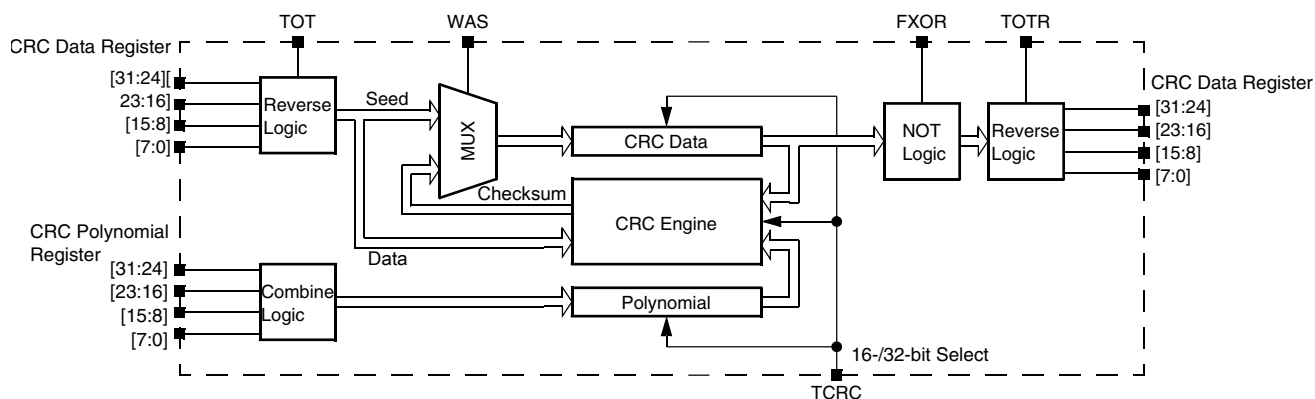 TOT
WAS
FXOR
TOTR
CRC Data Register
[31:24][
23:16]
[15:8]
[7:0]
Reverse
Logic
Seed
MUX
CRC Data
NOT
Logic
Reverse
Logic
CRC Data Register
[31:24]
[23:16]
[15:8]
[7:0]
Checksum
CRC Engine
Data
CRC Polynomial
Register
[31:24]
[23:16]
[15:8]
[7:0]
Combine
Logic
Polynomial
16-/32-bit Select
TCRC